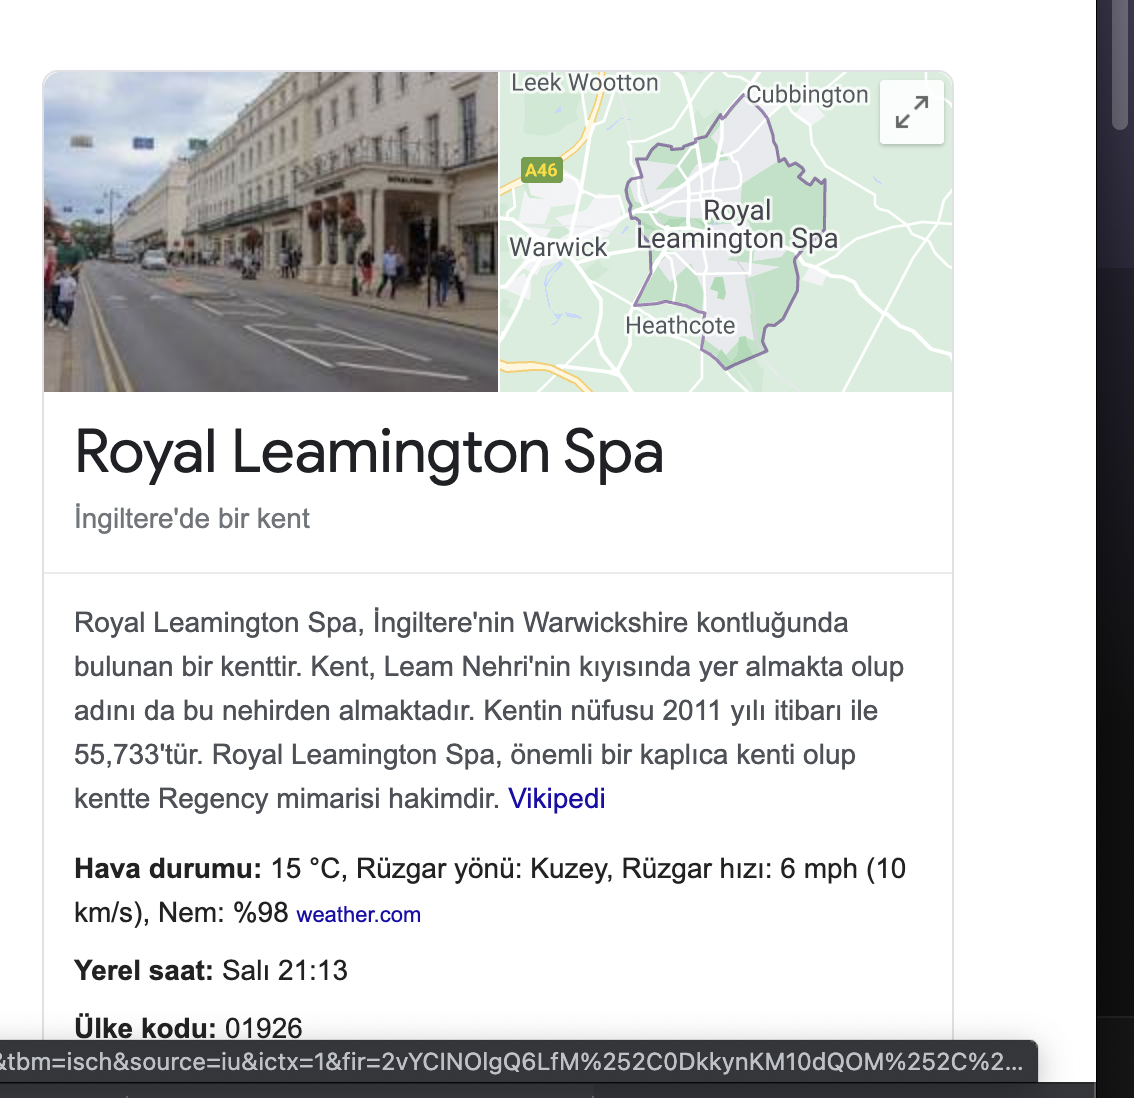 Leek Wootton
Cubbington
A46
Royal
Leamington Spa
Warwick
Heathcote
Royal Leamington Spa
İngiltere'de bir kent
Royal Leamington Spa, İngiltere'nin Warwickshire kontluğunda
bulunan bir kenttir. Kent, Leam Nehri'nin kıyısında yer almakta olup
adını da bu nehirden almaktadır. Kentin nüfusu 2011 yılı itibarı ile
55,733'tür. Royal Leamington Spa, önemli bir kaplıca kenti olup
kentte Regency mimarisi hakimdir. Vikipedi
Hava durumu: 15 °C, Rüzgar yönü: Kuzey, Rüzgar hızı: 6 mph (10
km/s), Nem: %98 weather.com
Yerel saat: Salı 21:13
Ülke kodu: 01926
&tbm=isch&source=iu&ictx=1&fir=2vYCINOlgQ6LfM%252C0DkkynKM10dQOM%252C%2...